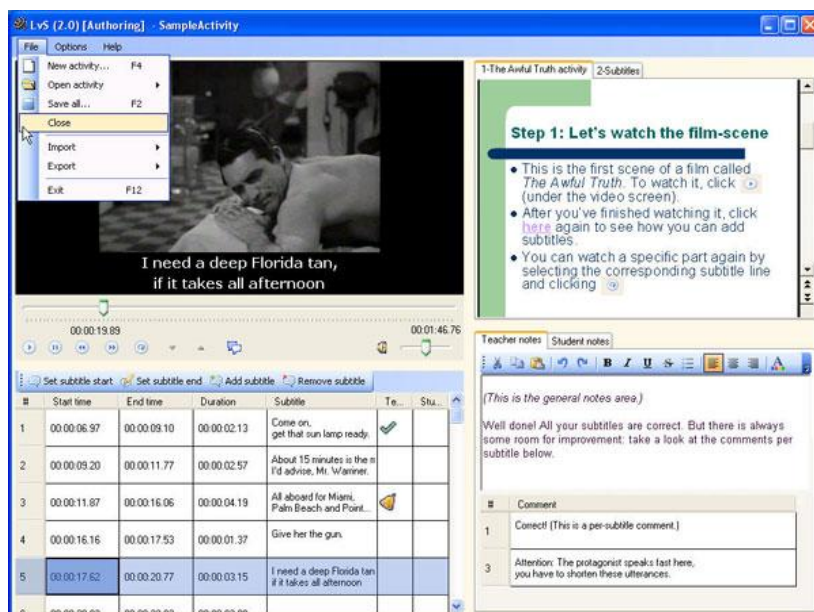 LvS (2.0) [Authoring] - SampleActivity
File Options Help
New activity... F4
Open activity
Save all... F2
Close
Import
Export
Exit F12
I need a deep Florida tan,
if it takes all afternoon
00:00:19.89 00:01:46.76
Set subtitle start Set subtitle end Add subtitle Remove subtitle
# Start time End time Duration Subtitle Te... Stu...
1 00:00:06.97 00:00:09.10 00:00:02.13 Come on,
get that sun lamp ready.
2 00:00:09.20 00:00:11.77 00:00:02.57 About 15 minutes is the m
I'd advise, Mr. Warriner.
3 00:00:11.87 00:00:16.06 00:00:04.19 All aboard for Miami,
Palm Beach and Point...
4 00:00:16.16 00:00:17.53 00:00:01.37 Give her the gun.
5 00:00:17.62 00:00:20.77 00:00:03.15 I need a deep Florida tan
if it takes all afternoon
1-The Awful Truth activity 2-Subtitles
Step 1: Let's watch the film-scene
• This is the first scene of a film called
The Awful Truth. To watch it, click
(under the video screen).
• After you've finished watching it, click
here again to see how you can add
subtitles.
• You can watch a specific part again by
selecting the corresponding subtitle line
and clicking
Teacher notes Student notes
B I U S A
(This is the general notes area.)
Well done! All your subtitles are correct. But there is always
some room for improvement: take a look at the comments per
subtitle below.
# Comment
1 Correct! (This is a per-subtitle comment.)
3 Attention: The protagonist speaks fast here,
you have to shorten these utterances.